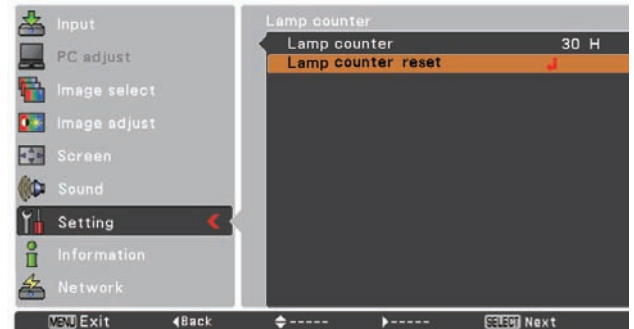 Input
PC adjust
Image select
Image adjust
Screen
Sound
Setting
Information
Network
Lamp counter
Lamp counter 30 H
Lamp counter reset
MENU Exit ◀Back -----  ▶----- SELECT Next